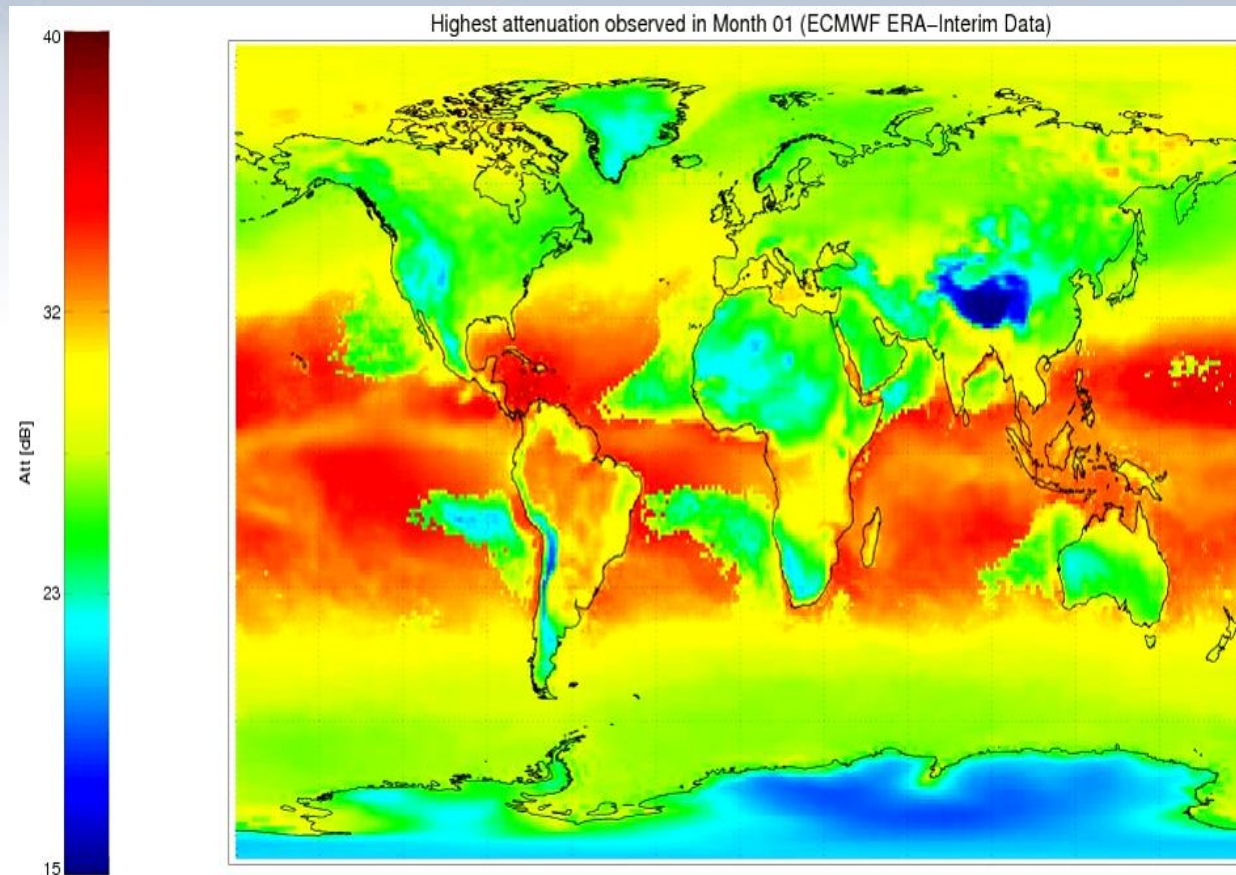 Highest attenuation observed in Month 01 (ECMWF ERA–Interim Data)
40
32
Att [dB]
23
15